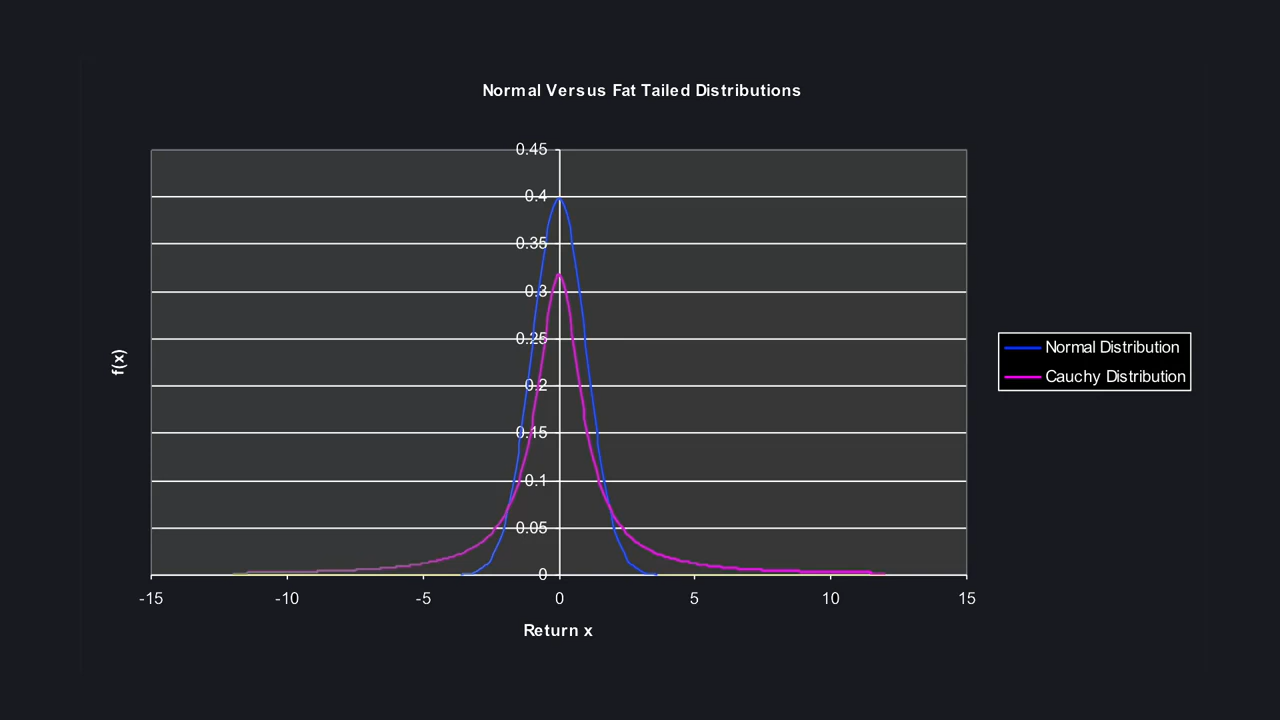 Normal Versus Fat Tailed Distributions
0.45
0.4
0.35
0.3
0.25
0.2
0.15
0.1
0.05
0
-15 -10 -5 0 5 10 15
f(x)
Return x
Normal Distribution
Cauchy Distribution